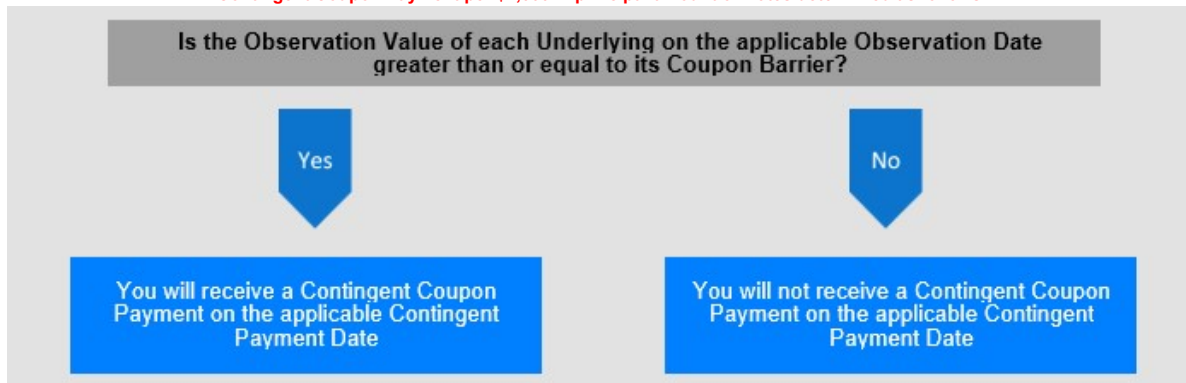 Is the Observation Value of each Underlying on the applicable Observation Date
greater than or equal to its Coupon Barrier?
Yes
No
You will receive a Contingent Coupon
Payment on the applicable Contingent
Payment Date
You will not receive a Contingent Coupon
Payment on the applicable Contingent
Payment Date